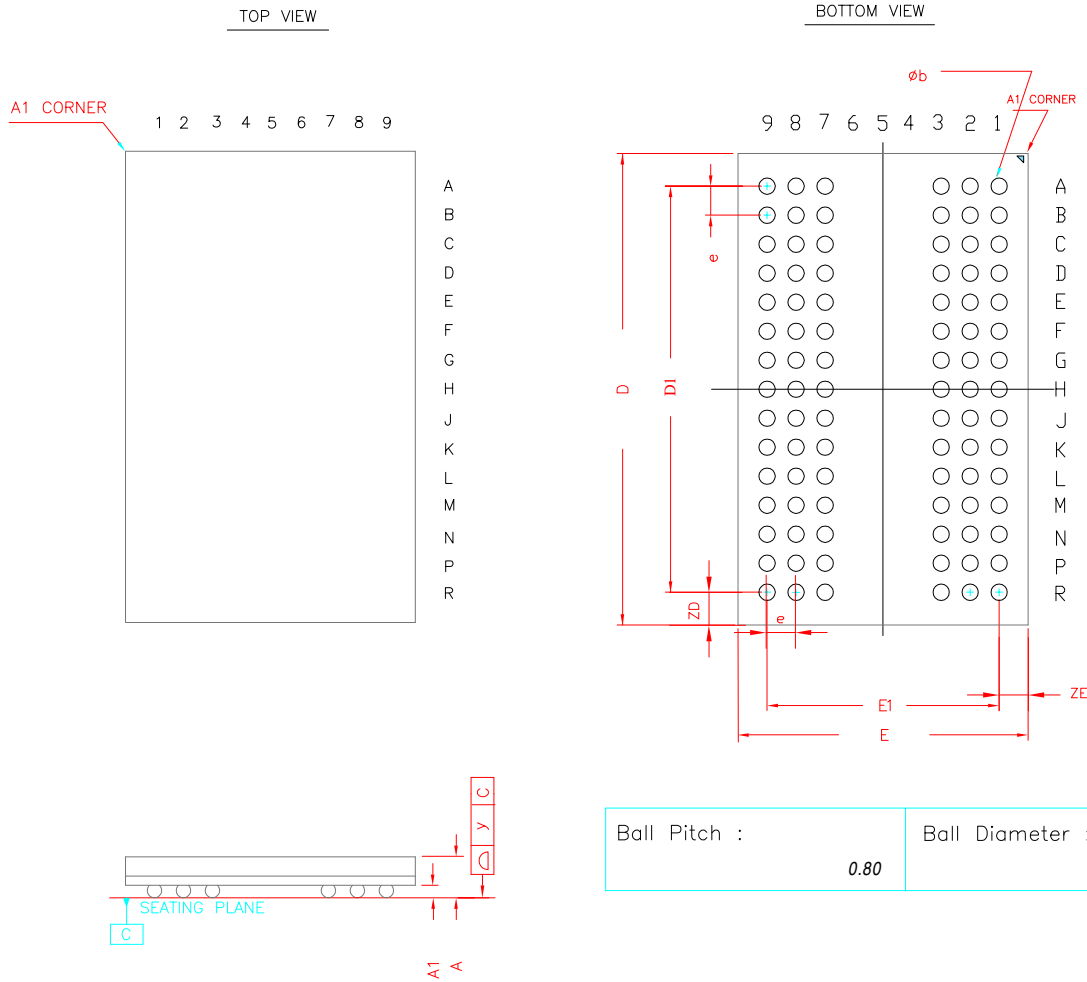 TOP VIEW
BOTTOM VIEW
øb
A1 CORNER
A1 CORNER
1 2 3 4 5 6 7 8 9
9 8 7 6 5 4 3 2 1
A
B
C
D
E
F
G
H
J
K
L
M
N
P
R
A
B
C
D
E
F
G
H
J
K
L
M
N
P
R
e
D
D1
ZD
e
ZE
E1
E
C
y
SEATING PLANE
C
A1
A
Ball Pitch :
0.80
Ball Diameter :